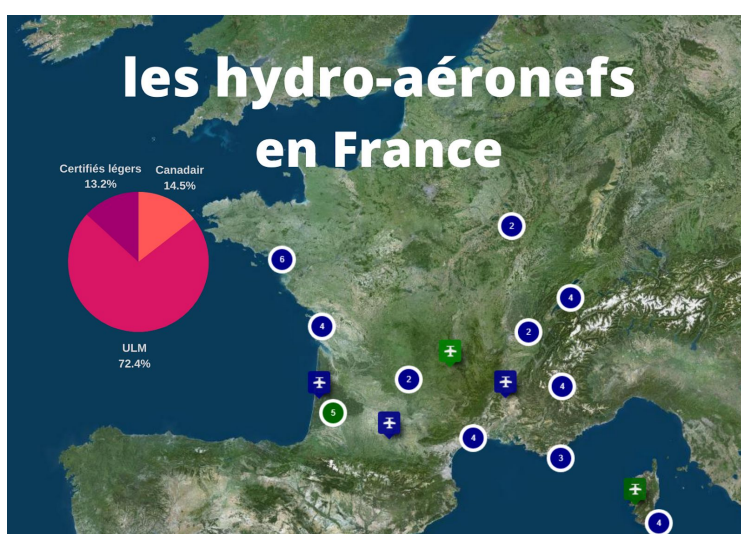 les hydro-aéronefs
en France
Certifiés légers
13.2%
Canadair
14.5%
ULM
72.4%
2
6
4
4
2
2
4
5
4
3
4